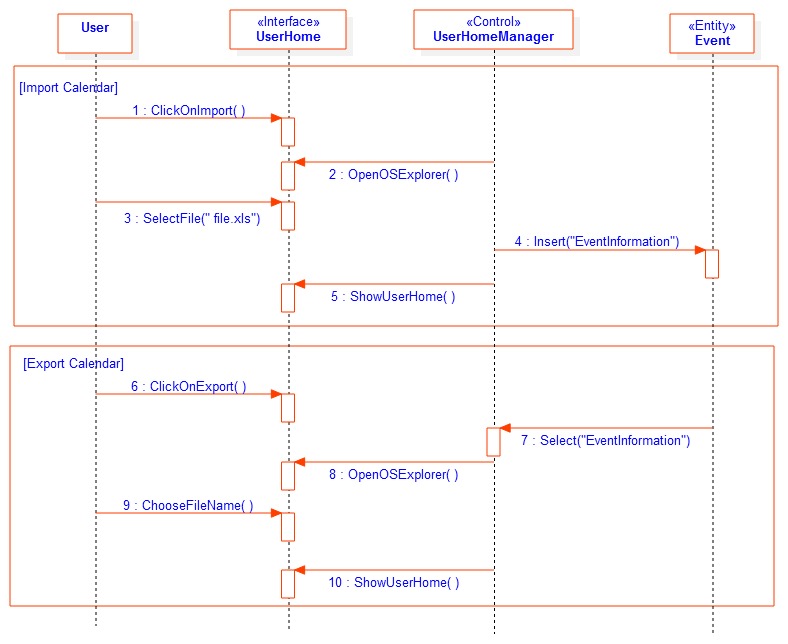 User
«Interface»
UserHome
«Control»
UserHomeManager
«Entity»
Event
[Import Calendar]
1 : ClickOnImport( )
2 : OpenOSExplorer( )
3 : SelectFile(" file.xls")
4 : Insert("EventInformation")
5 : ShowUserHome( )
[Export Calendar]
6 : ClickOnExport( )
7 : Select("EventInformation")
8 : OpenOSExplorer( )
9 : ChooseFileName( )
10 : ShowUserHome( )